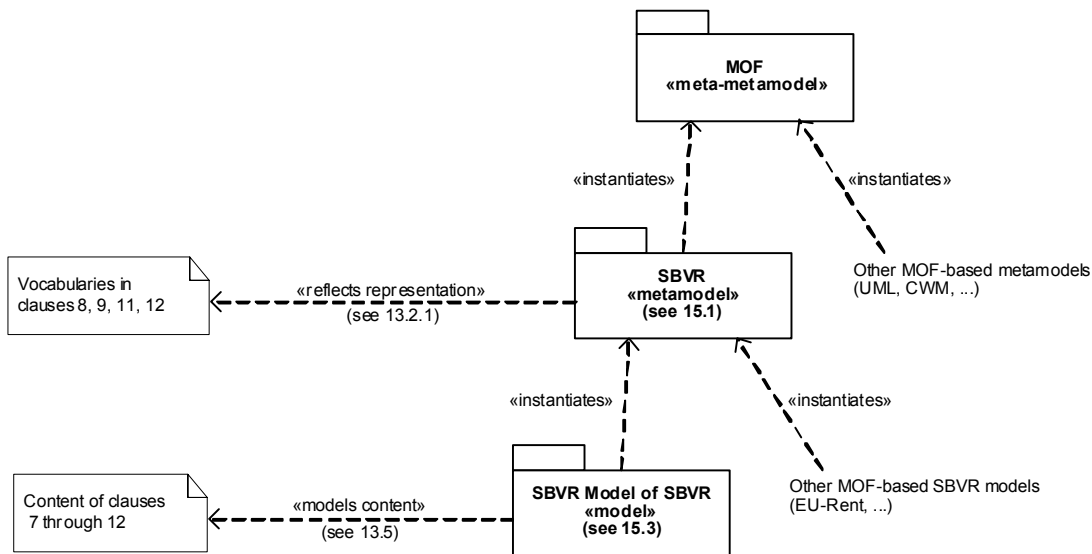 MOF
«meta-metamodel»
«instantiates»
«instantiates»
Other MOF-based metamodels
(UML, CWM, ...)
Vocabularies in
clauses 8, 9, 11, 12
«reflects representation»
(see 13.2.1)
SBVR
«metamodel»
(see 15.1)
«instantiates»
«instantiates»
Other MOF-based SBVR models
(EU-Rent, ...)
Content of clauses
7 through 12
«models content»
(see 13.5)
SBVR Model of SBVR
«model»
(see 15.3)